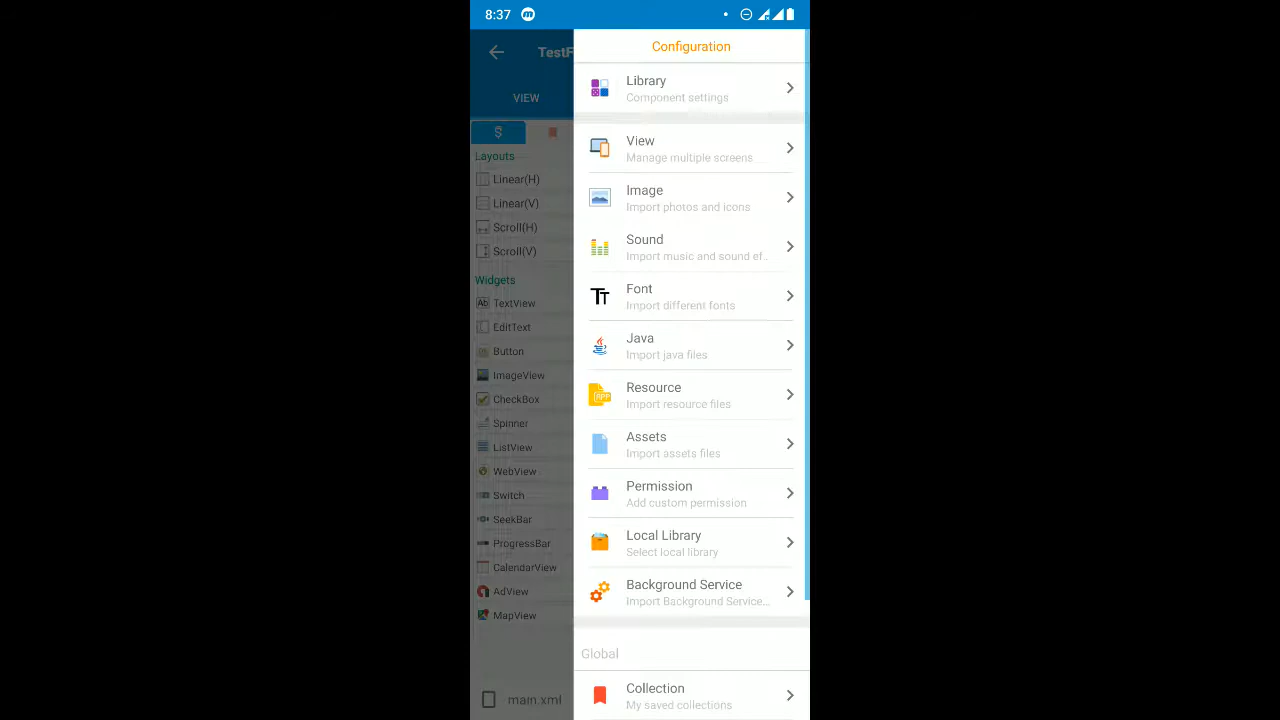 8:37
TestF
VIEW
Layouts
Linear(H)
Linear(V)
Scroll(H)
Scroll(V)
Widgets
Ab TextView
EditText
Button
ImageView
CheckBox
Spinner
ListView
WebView
Switch
SeekBar
ProgressBar
CalendarView
AdView
MapView
main.xml
Configuration
Library
Component settings
View
Manage multiple screens
Image
Import photos and icons
Sound
Import music and sound ef...
Font
Import different fonts
Java
Import java files
Resource
Import resource files
Assets
Import assets files
Permission
Add custom permission
Local Library
Select local library
Background Service
Import Background Service...
Global
Collection
My saved collections